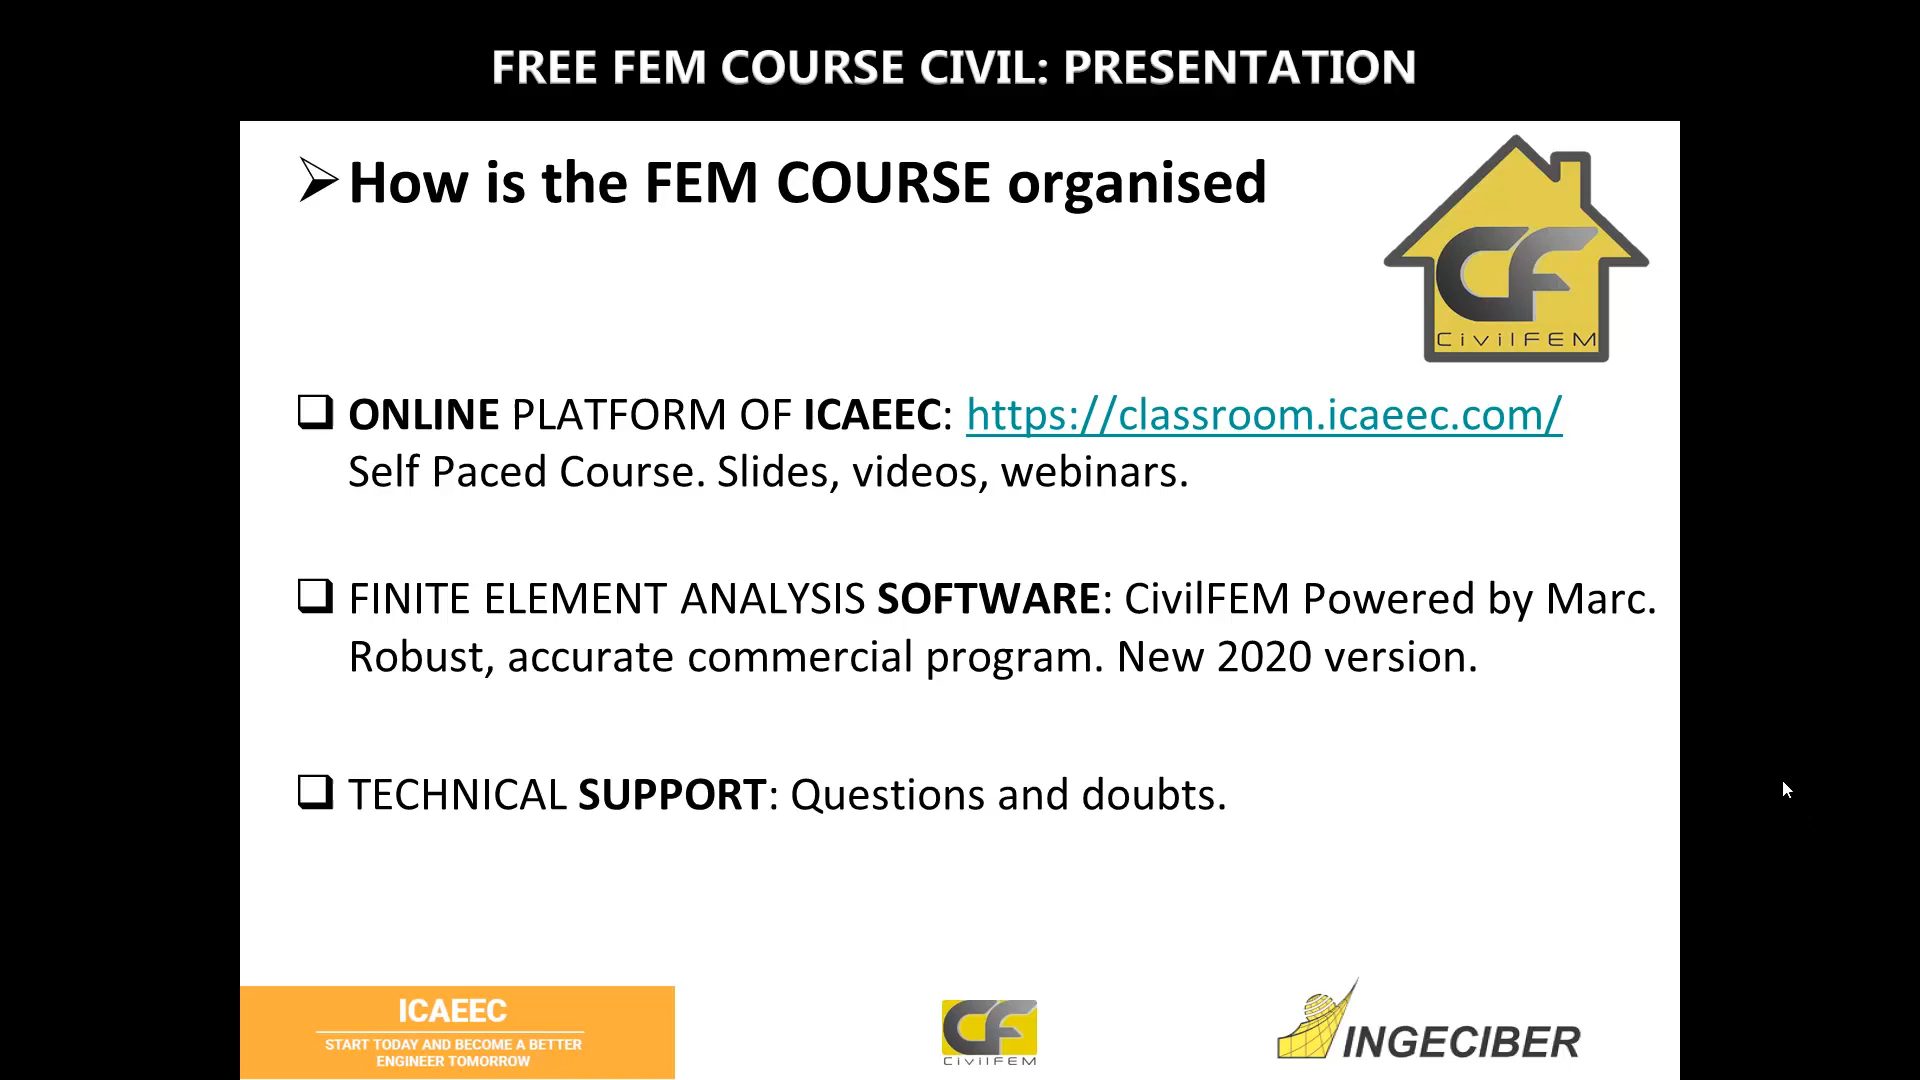 FREE FEM COURSE CIVIL: PRESENTATION
How is the FEM COURSE organised
CF
CivilFEM
ONLINE PLATFORM OF ICAEEC: https://classroom.icaeec.com/
Self Paced Course. Slides, videos, webinars.
FINITE ELEMENT ANALYSIS SOFTWARE: CivilFEM Powered by Marc.
Robust, accurate commercial program. New 2020 version.
TECHNICAL SUPPORT: Questions and doubts.
ICAEEC
START TODAY AND BECOME A BETTER
ENGINEER TOMORROW
CF
CivilFEM
INGECIBER